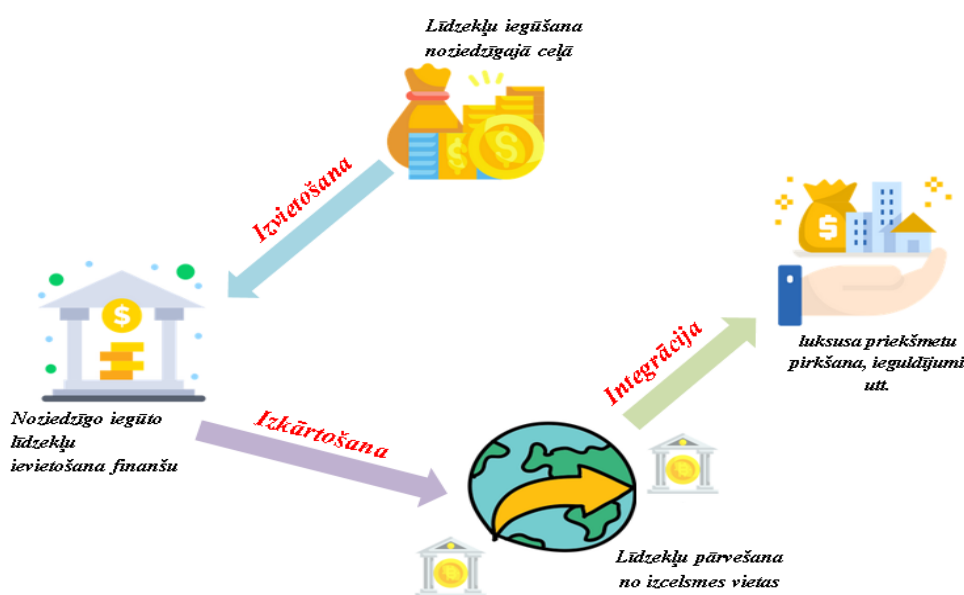 Līdzekļu iegūšana
noziedzīgajā ceļā
Izvietošana
Noziedzīgo iegūto
līdzekļu
ievietošana finanšu
Izkārtošana
Līdzekļu pārvešana
no izcelsmes vietas
Integrācija
luksusa priekšmetu
pirkšana, ieguldījumi
utt.